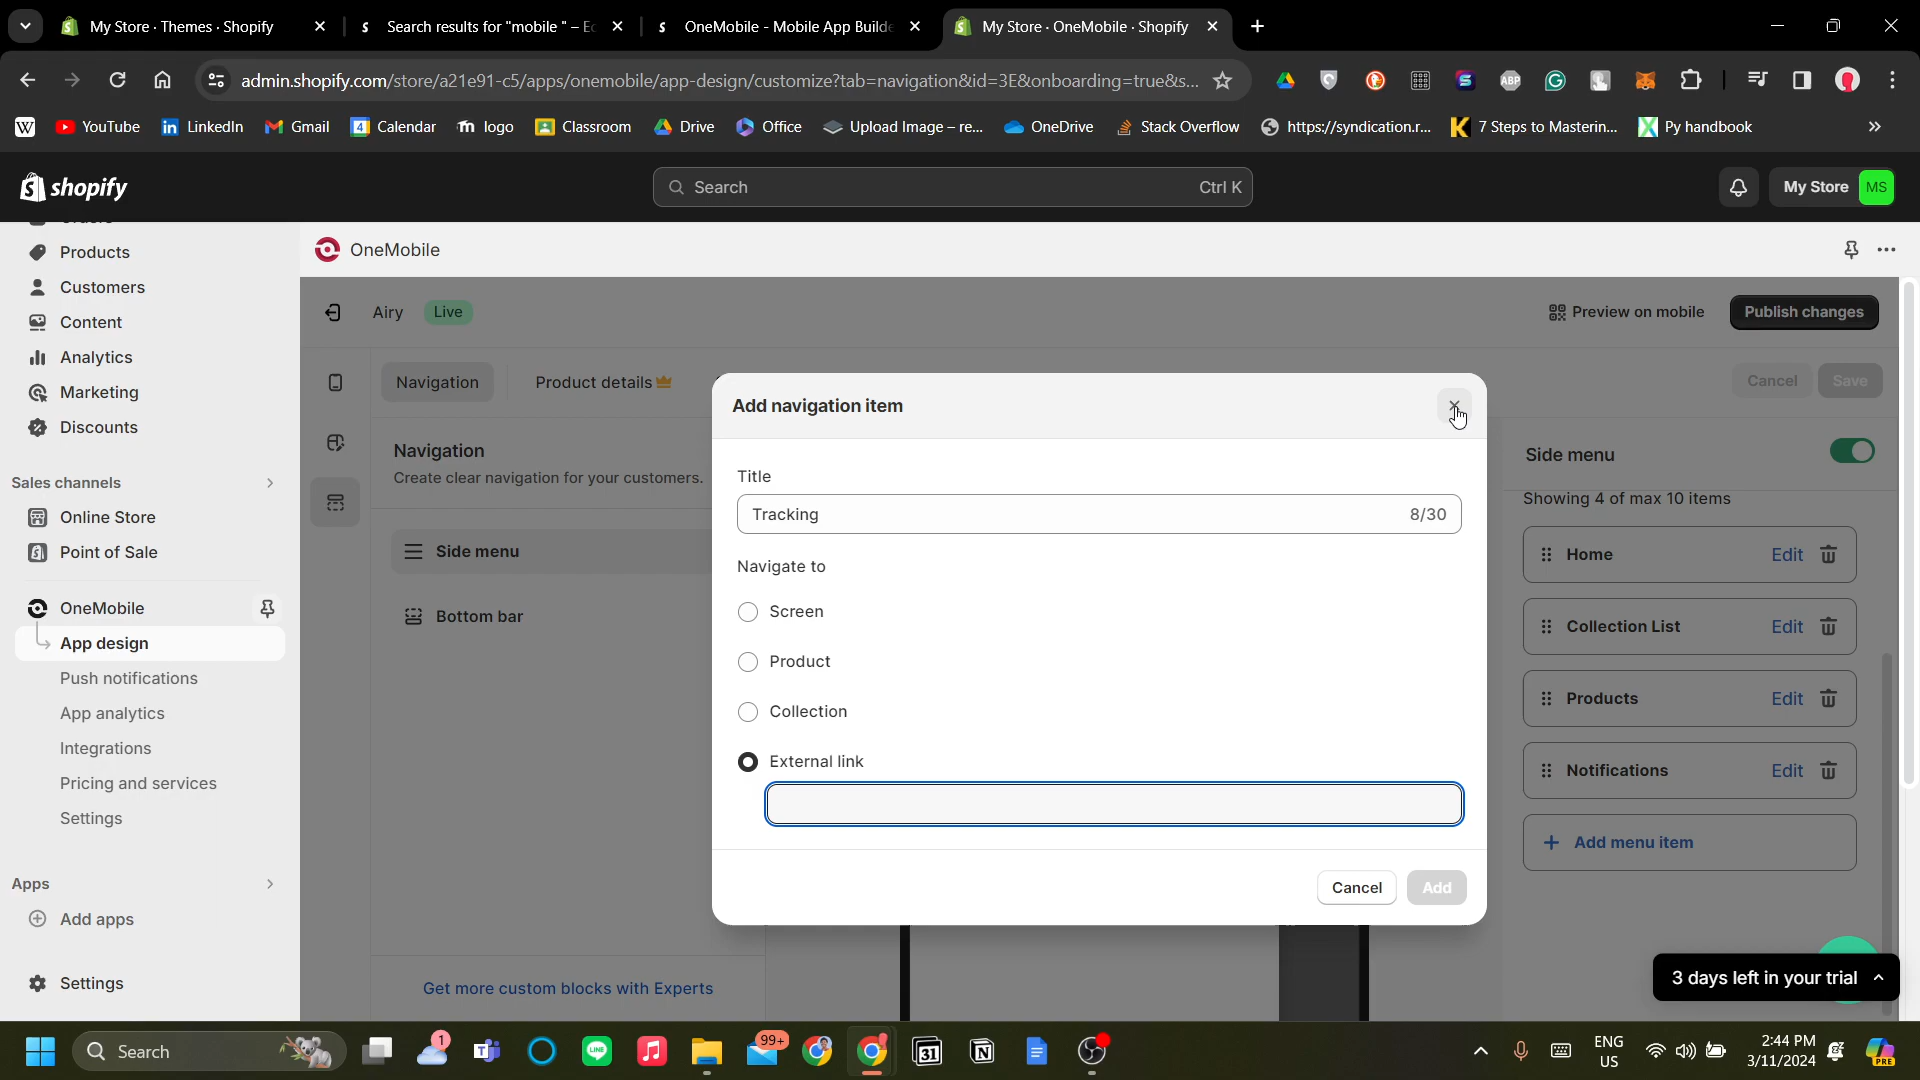 My Store · Themes · Shopify
Search results for "mobile " – Ec
OneMobile - Mobile App Builde
My Store · OneMobile · Shopify
admin.shopify.com/store/a21e91-c5/apps/onemobile/app-design/customize?tab=navigation&id=3E&onboarding=true&s...
YouTube
LinkedIn
Gmail
Calendar
logo
Classroom
Drive
Office
Upload Image – re...
OneDrive
Stack Overflow
https://syndication.r...
7 Steps to Masterin...
Py handbook
shopify
Search
Ctrl K
My Store
MS
Products
Customers
Content
Analytics
Marketing
Discounts
Sales channels
Online Store
Point of Sale
OneMobile
App design
Push notifications
App analytics
Integrations
Pricing and services
Settings
Apps
Add apps
Settings
OneMobile
Airy
Live
Preview on mobile
Publish changes
Navigation
Product details
Cancel
Save
Navigation
Create clear navigation for your customers.
Side menu
Bottom bar
Get more custom blocks with Experts
Add navigation item
Title
Tracking
8/30
Navigate to
Screen
Product
Collection
External link
Cancel
Add
Side menu
Showing 4 of max 10 items
Home
Edit
Collection List
Edit
Products
Edit
Notifications
Edit
Add menu item
3 days left in your trial
Search
1
99+
LINE
31
ENG
US
2:44 PM
3/11/2024
PRE